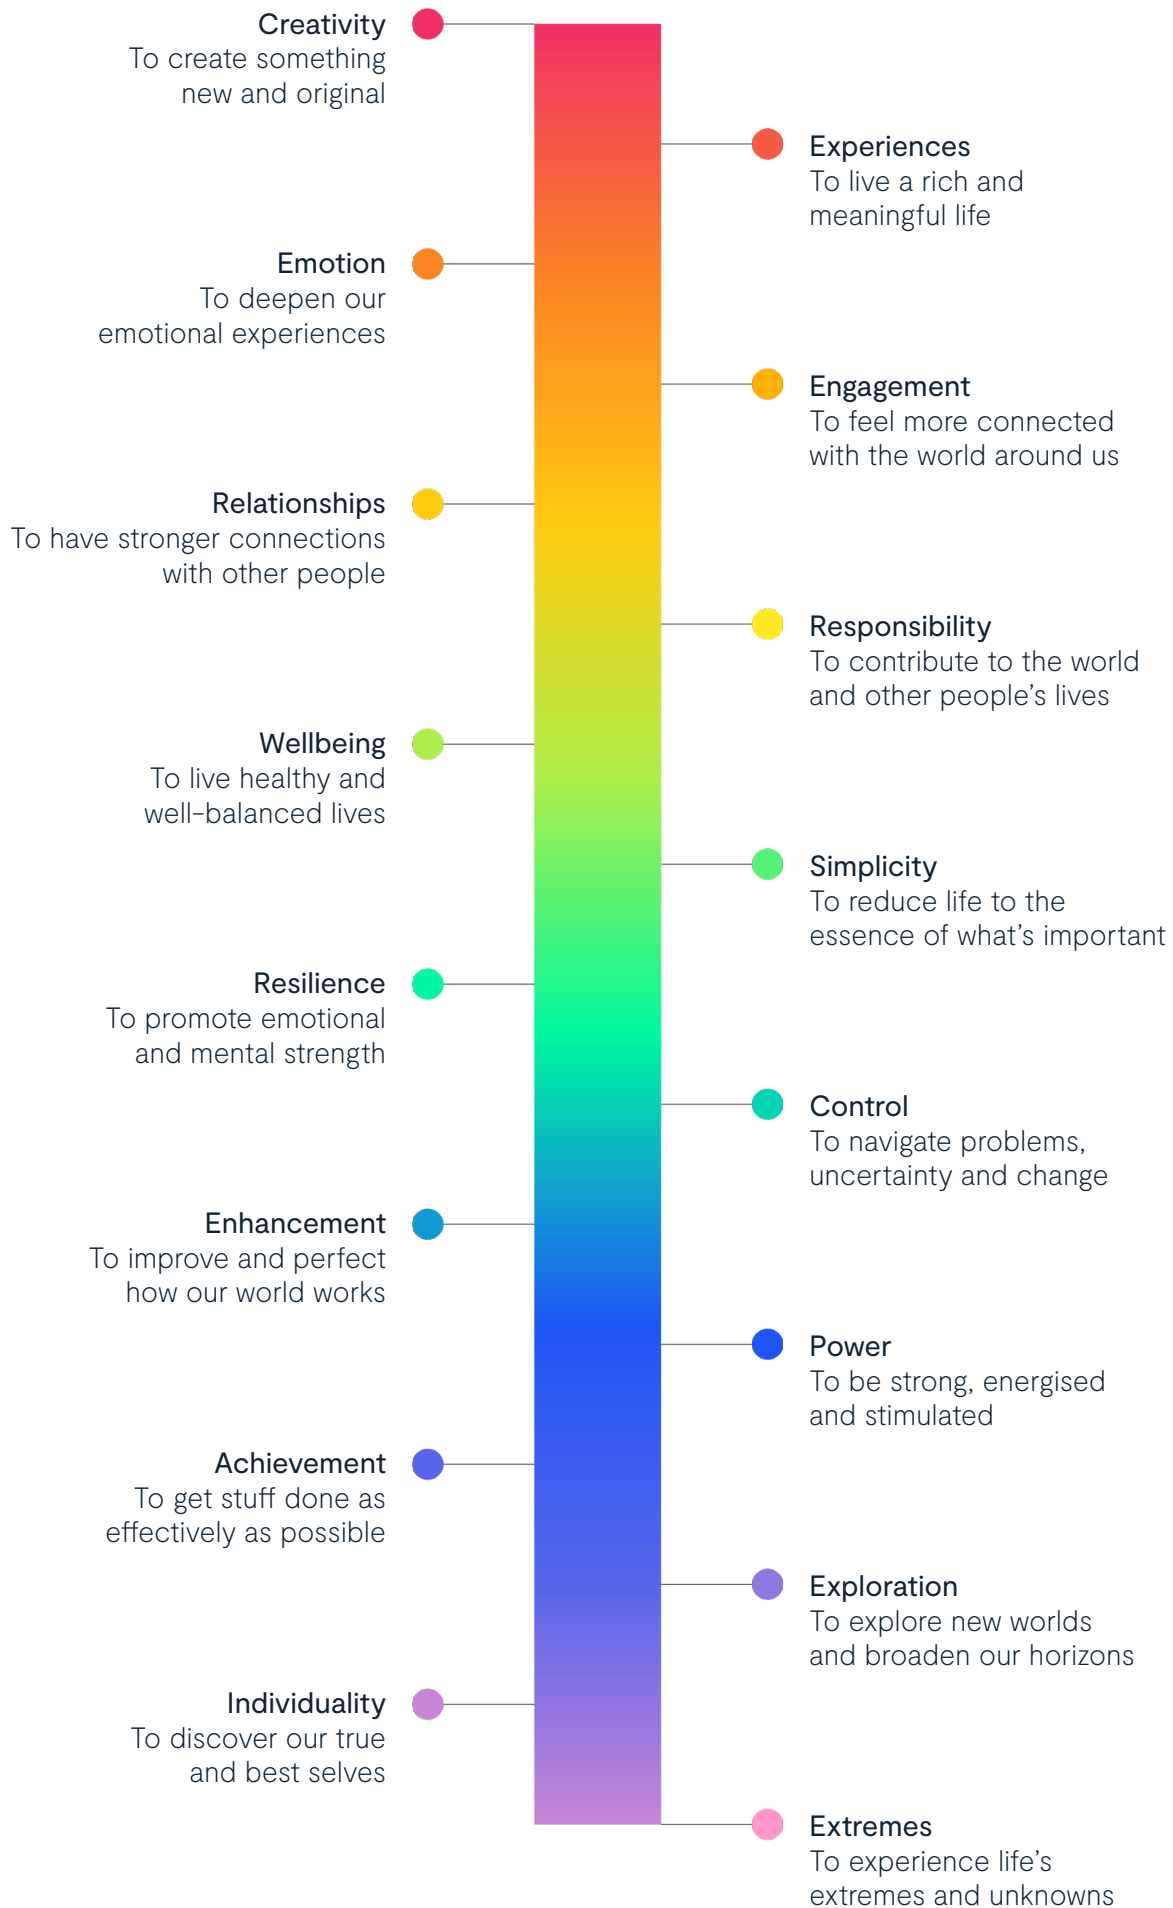 Creativity
To create something
new and original
Experiences
To live a rich and
meaningful life
Emotion
To deepen our
emotional experiences
Engagement
To feel more connected
with the world around us
Relationships
To have stronger connections
with other people
Responsibility
To contribute to the world
and other people’s lives
Wellbeing
To live healthy and
well-balanced lives
Simplicity
To reduce life to the
essence of what’s important
Resilience
To promote emotional
and mental strength
Control
To navigate problems,
uncertainty and change
Enhancement
To improve and perfect
how our world works
Power
To be strong, energised
and stimulated
Achievement
To get stuff done as
effectively as possible
Exploration
To explore new worlds
and broaden our horizons
Individuality
To discover our true
and best selves
Extremes
To experience life’s
extremes and unknowns